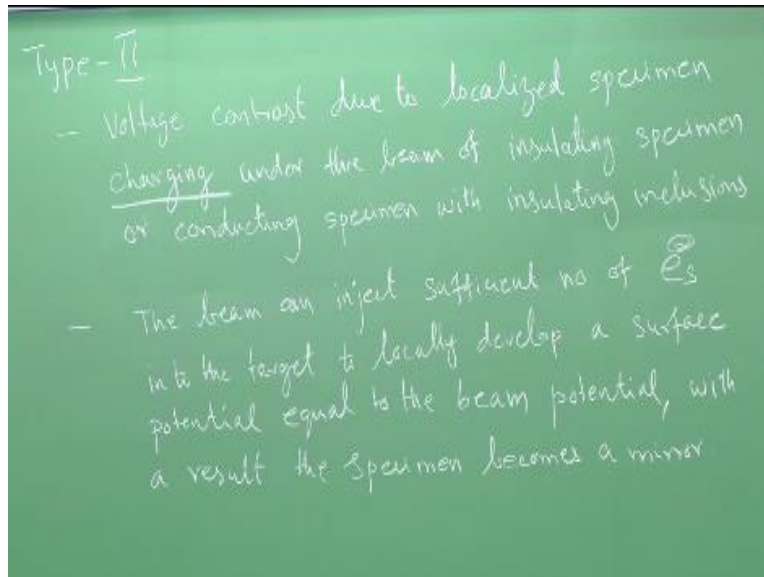 Type-II
- Voltage contrast due to localized specimen
charging under the beam of insulating specimen
or conducting specimen with insulating inclusions
- The beam can inject sufficient no of e̅s
in to the target to locally develop a surface
potential equal to the beam potential, with
a result the specimen becomes a mirror